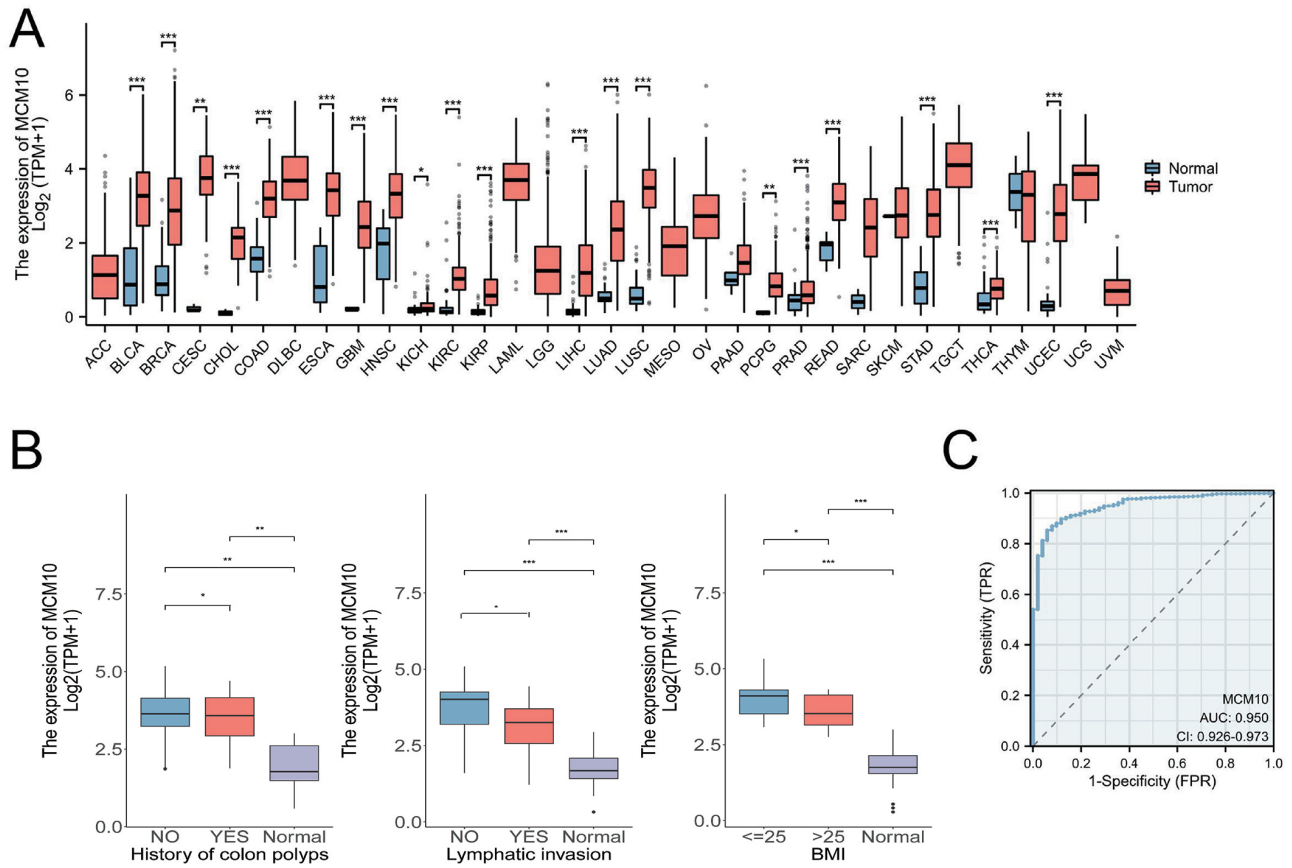 A
The expression of MCM10
Log2 (TPM+1)
6
4
2
0
***
***
**
***
***
***
***
***
*
***
***
***
***
***
**
***
***
***
***
***
Normal
Tumor
ACC
BLCA
BRCA
CESC
CHOL
COAD
DLBC
ESCA
GBM
HNSC
KICH
KIRC
KIRP
LAML
LGG
LIHC
LUAD
LUSC
MESO
OV
PAAD
PCPG
PRAD
READ
SARC
SKCM
STAD
TGCT
THCA
THYM
UCEC
UCS
UVM
B
The expression of MCM10
Log2(TPM+1)
7.5
5.0
2.5
0.0
**
**
*
NO YES Normal
History of colon polyps
The expression of MCM10
Log2(TPM+1)
7.5
5.0
2.5
0.0
***
***
*
NO YES Normal
Lymphatic invasion
The expression of MCM10
Log2(TPM+1)
7.5
5.0
2.5
0.0
***
*
***
<=25 >25 Normal
BMI
C
Sensitivity (TPR)
1.0
0.8
0.6
0.4
0.2
0.0
MCM10
AUC: 0.950
CI: 0.926-0.973
0.0 0.2 0.4 0.6 0.8 1.0
1-Specificity (FPR)